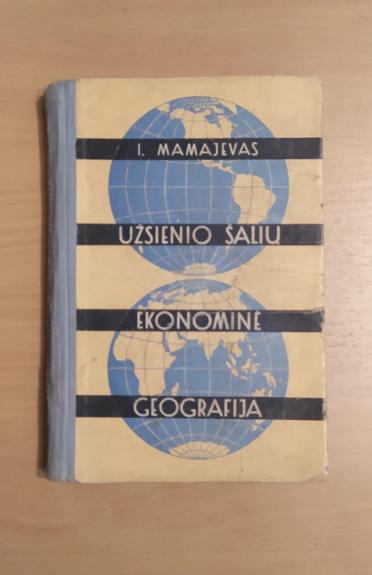 I. MAMAJEVAS
UŽSIENIO ŠALIŲ
EKONOMINĖ
GEOGRAFIJA